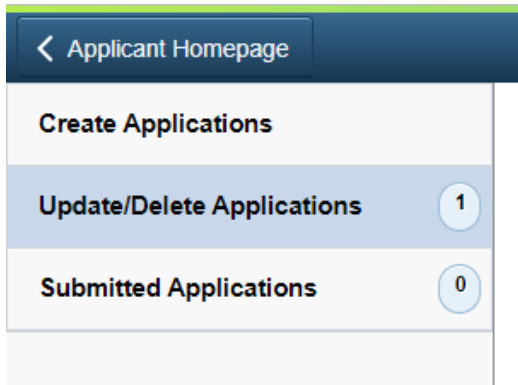 Applicant Homepage
Create Applications
Update/Delete Applications 1
Submitted Applications 0